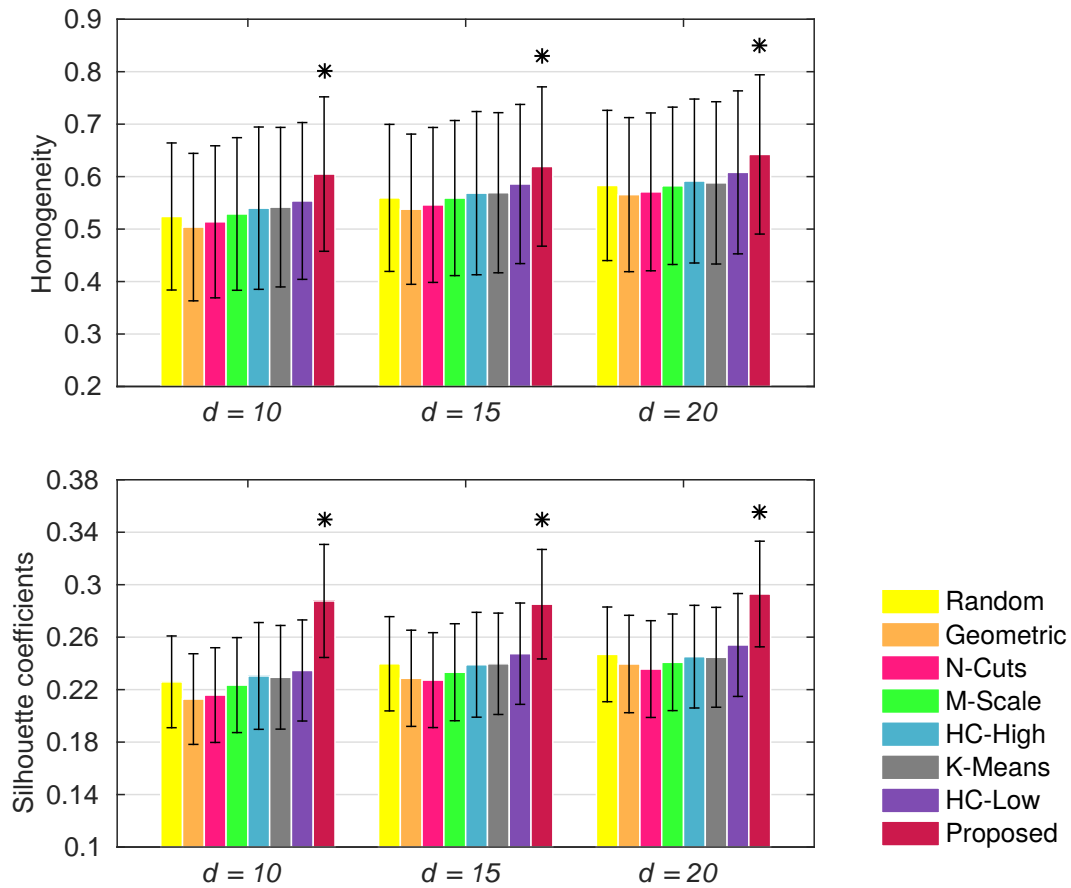 Homogeneity
0.9
0.8
0.7
0.6
0.5
0.4
0.3
0.2
d = 10 d = 15 d = 20
Silhouette coefficients
0.38
0.34
0.3
0.26
0.22
0.18
0.14
0.1
d = 10 d = 15 d = 20
Random
Geometric
N-Cuts
M-Scale
HC-High
K-Means
HC-Low
Proposed